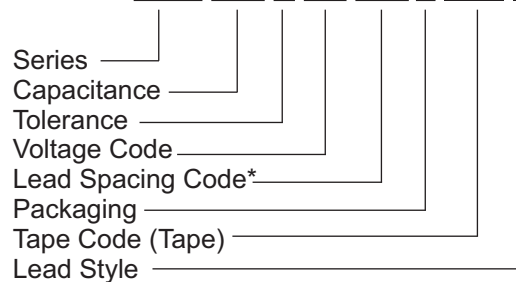 Series
Capacitance
Tolerance
Voltage Code
Lead Spacing Code*
Packaging
Tape Code (Tape)
Lead Style